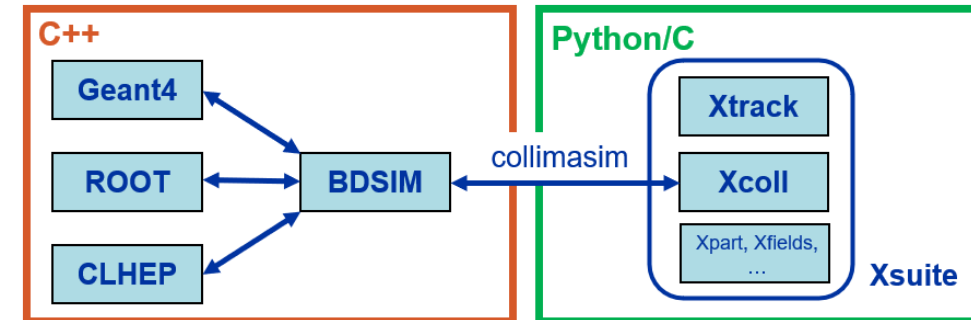 C++
Geant4
ROOT
CLHEP
BDSIM
collimasim
Python/C
Xtrack
Xcoll
Xpart, Xfields,
...
Xsuite